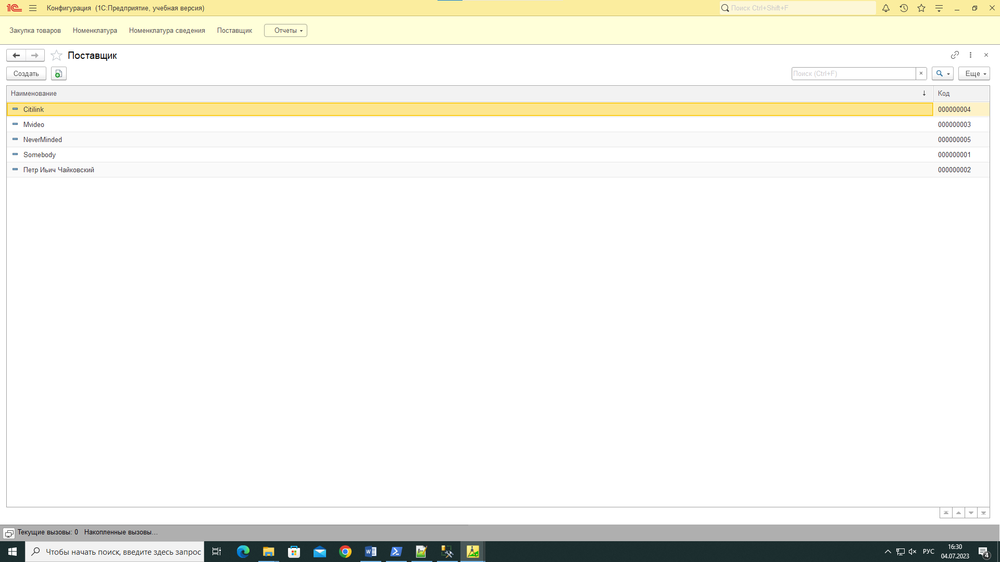 Конфигурация (1С:Предприятие, учебная версия)
Поиск Ctrl+Shift+F
Закупка товаров Номенклатура Номенклатура сведения Поставщик Отчеты
Поставщик
Создать
Поиск (Ctrl+F)
×
Еще
Наименование ↓ Код
Citilink 000000004
Mvideo 000000003
NeverMinded 000000005
Somebody 000000001
Петр Иьич Чайковский 000000002
Текущие вызовы: 0 Накопленные вызовы…
Чтобы начать поиск, введите здесь запрос
РУС
16:30
04.07.2023
4